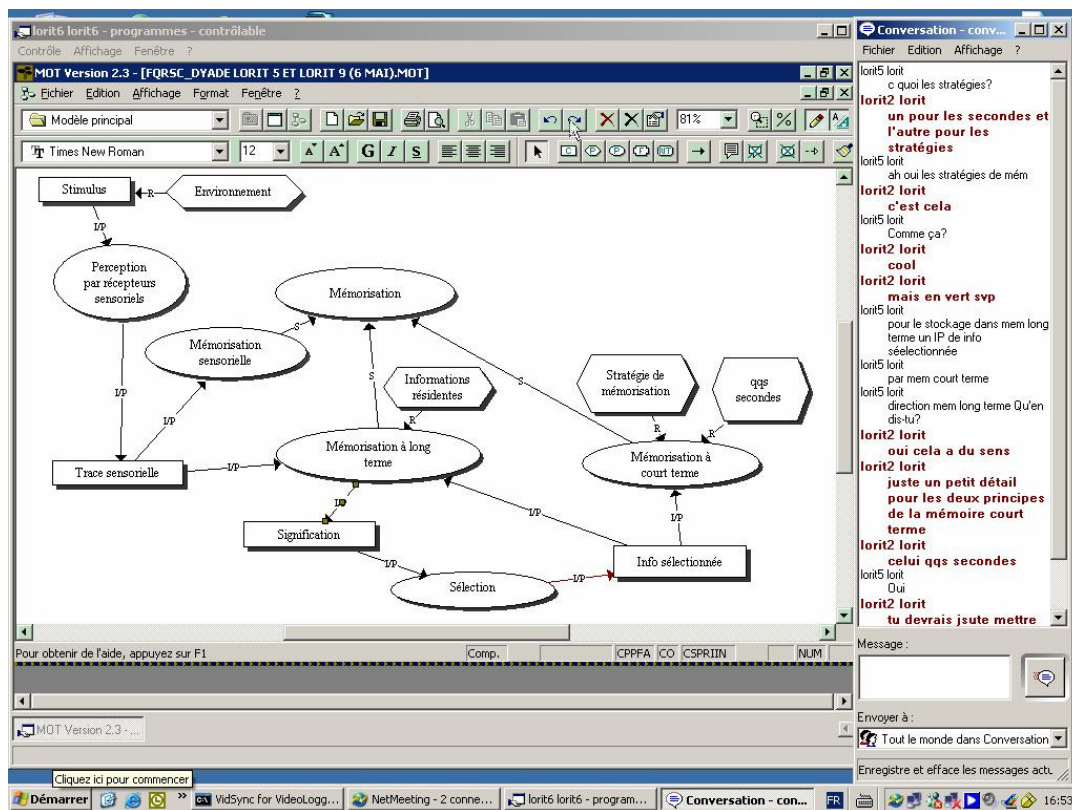 lorit6 lorit6 - programmes - contrôlable
Contrôle Affichage Fenêtre ?
MOT Version 2.3 - [FQRSC_DYADE LORIT 5 ET LORIT 9 (6 MAI).MOT]
Fichier Edition Affichage Format Fenêtre ?
Modèle principal
81%
Times New Roman
12
G I S
Stimulus
R
Environnement
I/P
Perception
par récepteurs
sensoriels
Mémorisation
S
Mémorisation
sensorielle
I/P
I/P
S
S
Informations
résidentes
R
Stratégie de
mémorisation
R
qqs
secondes
R
Mémorisation à long
terme
Mémorisation à
court terme
Trace sensorielle
I/P
I/P
I/P
I/P
Signification
I/P
Sélection
I/P
Info sélectionnée
Pour obtenir de l'aide, appuyez sur F1
Comp.
CPPFA
CO
CSPRIIN
NUM
MOT Version 2.3 - ...
Cliquez ici pour commencer
Conversation - conv...
Fichier Edition Affichage ?
lorit5 lorit
c quoi les stratégies?
lorit2 lorit
un pour les secondes et
l'autre pour les
stratégies
lorit5 lorit
ah oui les stratégies de mém
lorit2 lorit
c'est cela
lorit5 lorit
Comme ça?
lorit2 lorit
cool
lorit2 lorit
mais en vert svp
lorit5 lorit
pour le stockage dans mem long
terme un IP de info
séelectionnée
lorit5 lorit
par mem court terme
lorit5 lorit
direction mem long terme Qu'en
dis-tu?
lorit2 lorit
oui cela a du sens
lorit2 lorit
juste un petit détail
pour les deux principes
de la mémoire court
terme
lorit2 lorit
celui qqs secondes
lorit5 lorit
Oui
lorit2 lorit
tu devrais jsute mettre
Message :
Envoyer à :
Tout le monde dans Conversation
Enregistre et efface les messages actu
Démarrer
VidSync for VideoLogg...
NetMeeting - 2 conne...
lorit6 lorit6 - program...
Conversation - con...
FR
16:53